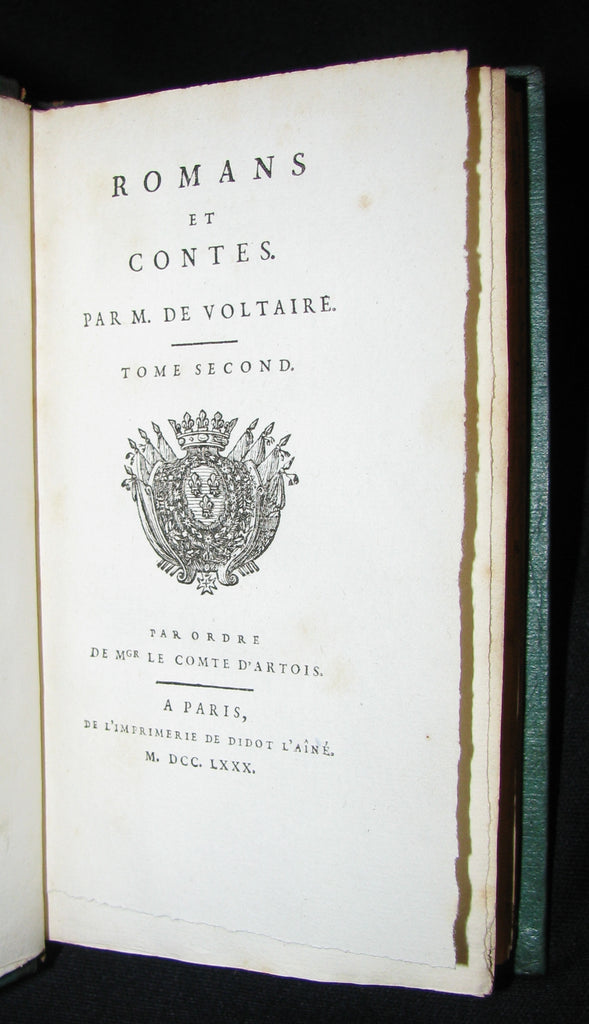 ROMANS
ET
CONTES.
PAR M. DE VOLTAIRE.
TOME SECOND.
PAR ORDRE
DE MGR LE COMTE D'ARTOIS.
A PARIS,
DE L'IMPRIMERIE DE DIDOT L'AÎNÉ.
M. DCC. LXXX.